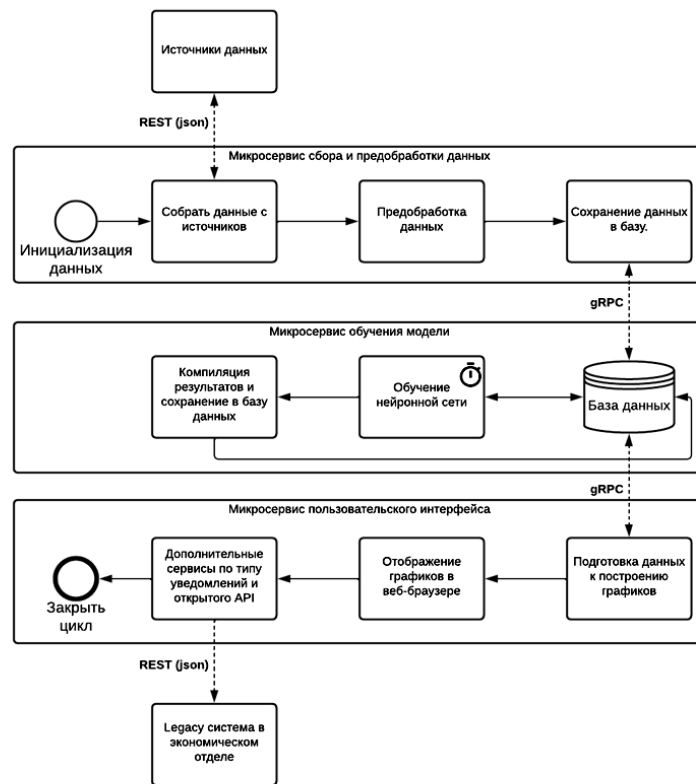 Источники данных
REST (json)
Микросервис сбора и предобработки данных
Инициализация
данных
Собрать данные с
источников
Предобработка
данных
Сохранение данных
в базу.
gRPC
Микросервис обучения модели
Компиляция
результатов и
сохранение в базу
данных
Обучение
нейронной сети
База данных
gRPC
Микросервис пользовательского интерфейса
Закрыть
цикл
Дополнительные
сервисы по типу
уведомлений и
открытого API
Отображение
графиков в
веб-браузере
Подготовка данных
к построению
графиков
REST (json)
Legacy система в
экономическом
отделе